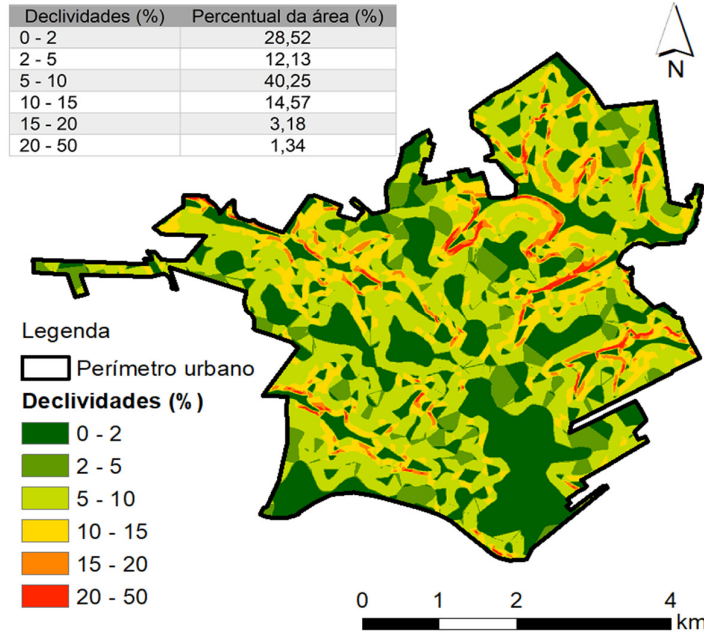 Declividades (%) Percentual da área (%)
0 - 2 28,52
2 - 5 12,13
5 - 10 40,25
10 - 15 14,57
15 - 20 3,18
20 - 50 1,34
N
Legenda
Perímetro urbano
Declividades (%)
0 - 2
2 - 5
5 - 10
10 - 15
15 - 20
20 - 50
0 1 2 4
km